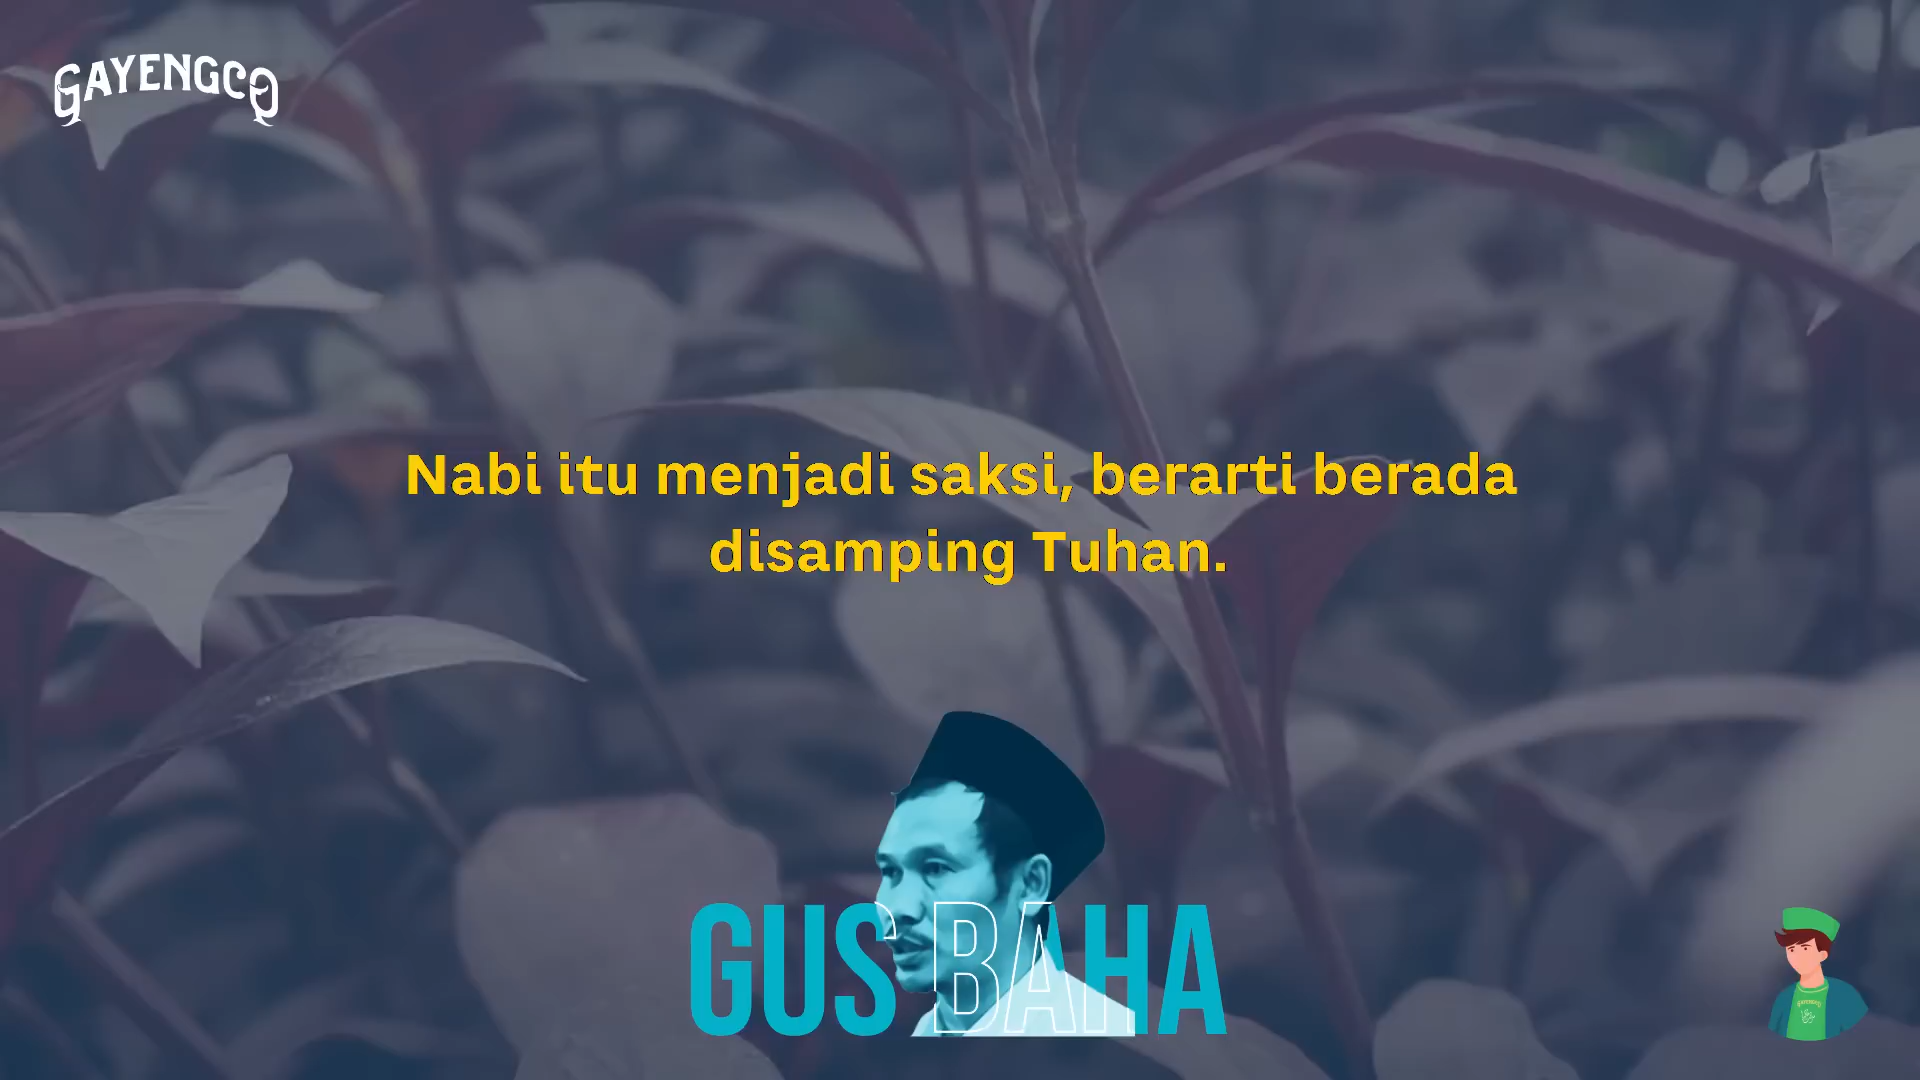 GAYENGCO
Nabi itu menjadi saksi, berarti berada
disamping Tuhan.
GUS BAHA